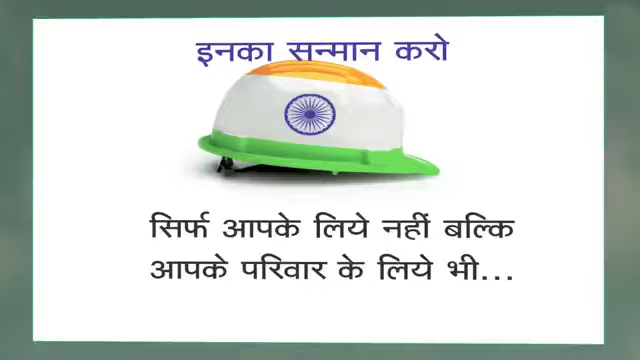 इनका सन्मान करो
सिर्फ आपके लिये नहीं बल्कि
आपके परिवार के लिये भी...